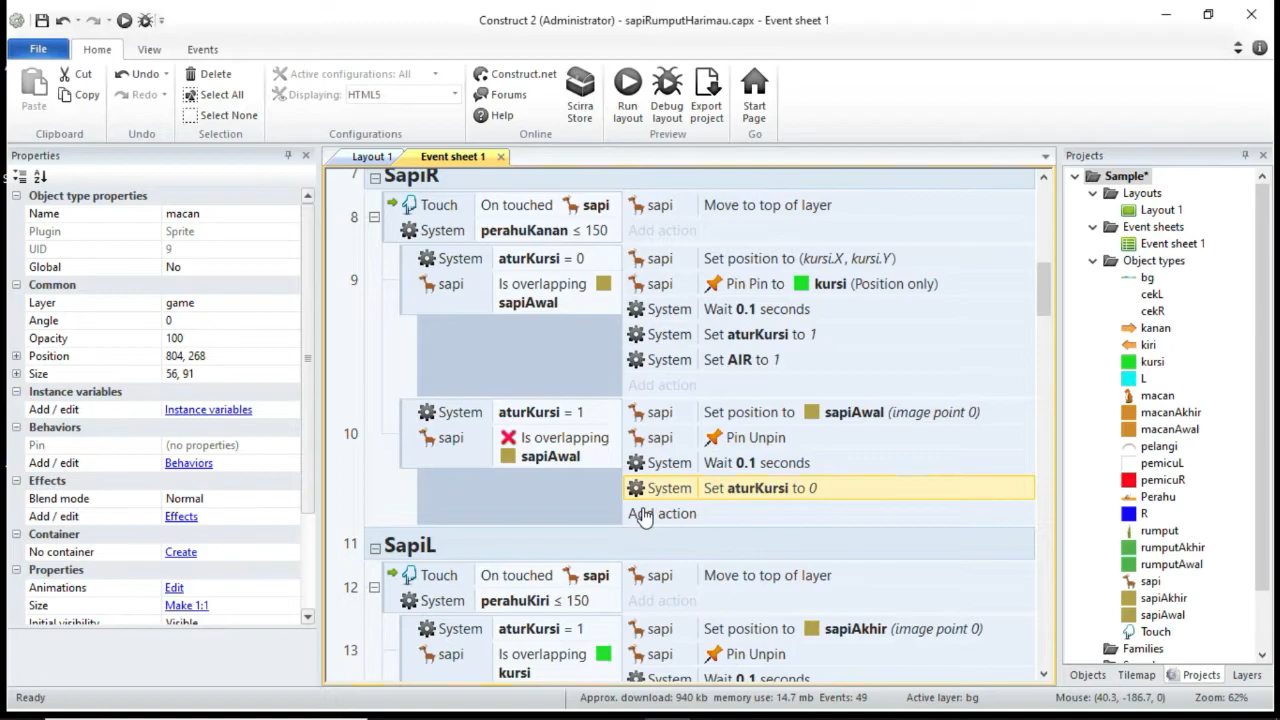 Construct 2 (Administrator) - sapiRumputHarimau.capx - Event sheet 1
File
Home
View
Events
Paste
Cut
Copy
Clipboard
Undo
Redo
Undo
Delete
Select All
Select None
Selection
Active configurations: All
Displaying: HTML5
Configurations
Construct.net
Forums
Help
Scirra Store
Online
Run layout
Debug layout
Export project
Preview
Start Page
Go
Properties
Object type properties
Name macan
Plugin Sprite
UID 9
Global No
Common
Layer game
Angle 0
Opacity 100
Position 804, 268
Size 56, 91
Instance variables
Add / edit Instance variables
Behaviors
Pin (no properties)
Add / edit Behaviors
Effects
Blend mode Normal
Add / edit Effects
Container
No container Create
Properties
Animations Edit
Size Make 1:1
Initial visibility Visible
Layout 1
Event sheet 1
7 SapiR
8 Touch On touched sapi sapi Move to top of layer
System perahuKanan ≤ 150 Add action
9 System aturKursi = 0 sapi Set position to (kursi.X, kursi.Y)
sapi Is overlapping sapiAwal sapi Pin Pin to kursi (Position only)
System Wait 0.1 seconds
System Set aturKursi to 1
System Set AIR to 1
Add action
10 System aturKursi = 1 sapi Set position to sapiAwal (image point 0)
sapi Is overlapping sapiAwal sapi Pin Unpin
System Wait 0.1 seconds
System Set aturKursi to 0
Add action
11 SapiL
12 Touch On touched sapi sapi Move to top of layer
System perahuKiri ≤ 150 Add action
13 System aturKursi = 1 sapi Set position to sapiAkhir (image point 0)
sapi Is overlapping kursi sapi Pin Unpin
System Wait 0.1 seconds
Projects
Sample*
Layouts
Layout 1
Event sheets
Event sheet 1
Object types
bg
cekL
cekR
kanan
kiri
kursi
L
macan
macanAkhir
macanAwal
pelangi
pemicuL
pemicuR
Perahu
R
rumput
rumputAkhir
rumputAwal
sapi
sapiAkhir
sapiAwal
Touch
Families
Objects
Tilemap
Projects
Layers
Ready
Approx. download: 940 kb
memory use: 14.7 mb
Events: 49
Active layer: bg
Mouse: (40.3, -186.7, 0)
Zoom: 62%